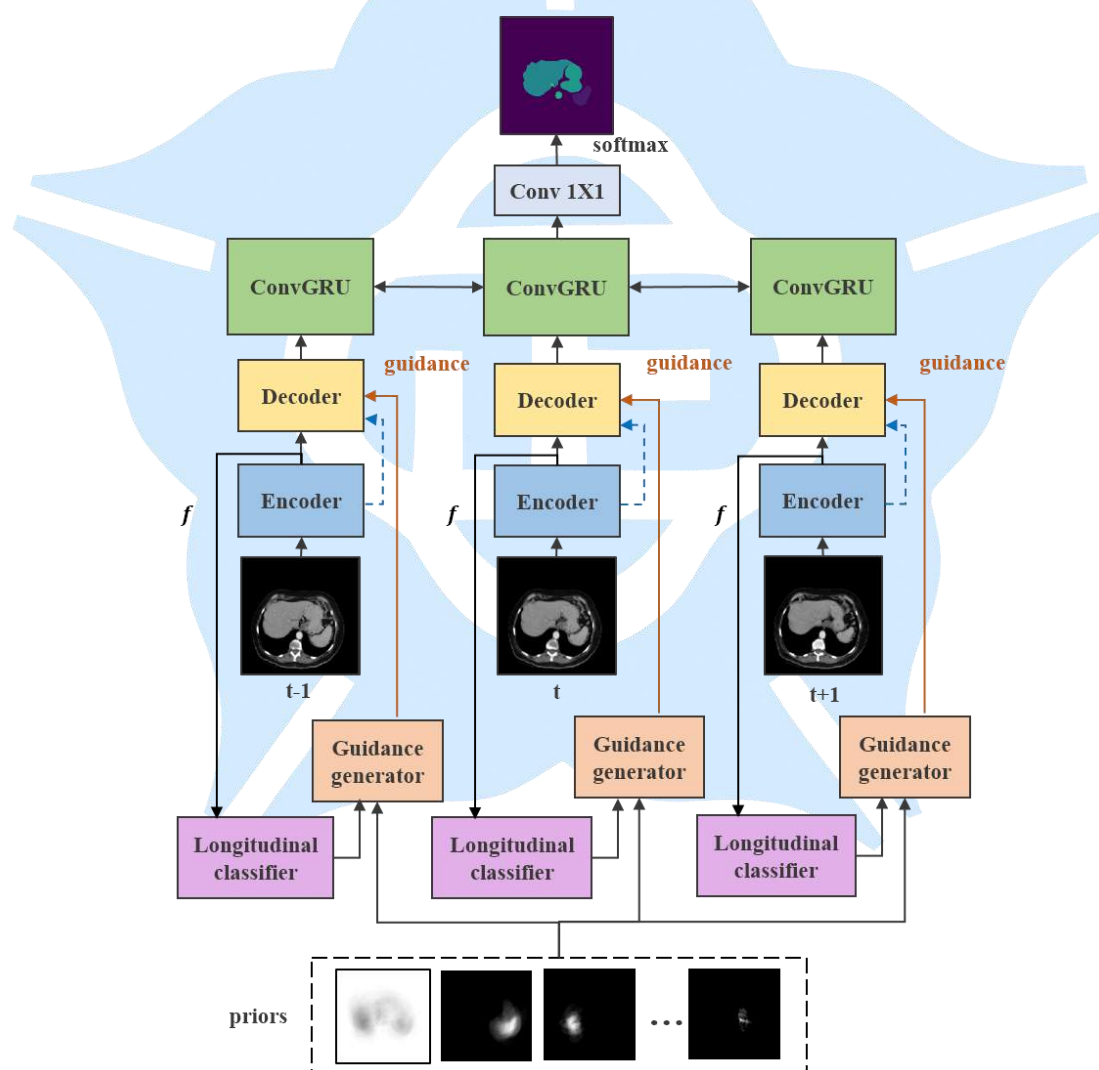 softmax
Conv 1X1
ConvGRU
ConvGRU
ConvGRU
guidance
guidance
guidance
Decoder
Decoder
Decoder
f
Encoder
f
Encoder
f
Encoder
t-1
t
t+1
Guidance
generator
Guidance
generator
Guidance
generator
Longitudinal
classifier
Longitudinal
classifier
Longitudinal
classifier
priors
...